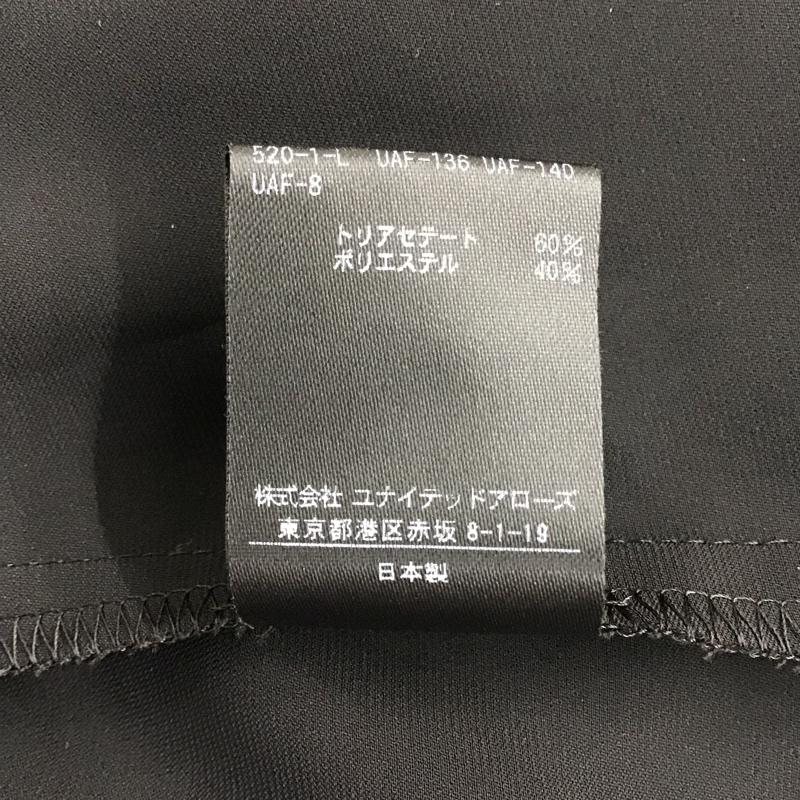 520-1-L UAF-136 UAF-140
UAF-8
トリアセテート 60%
ポリエステル 40%
株式会社 ユナイテッドアローズ
東京都港区赤坂 8-1-19
日本製